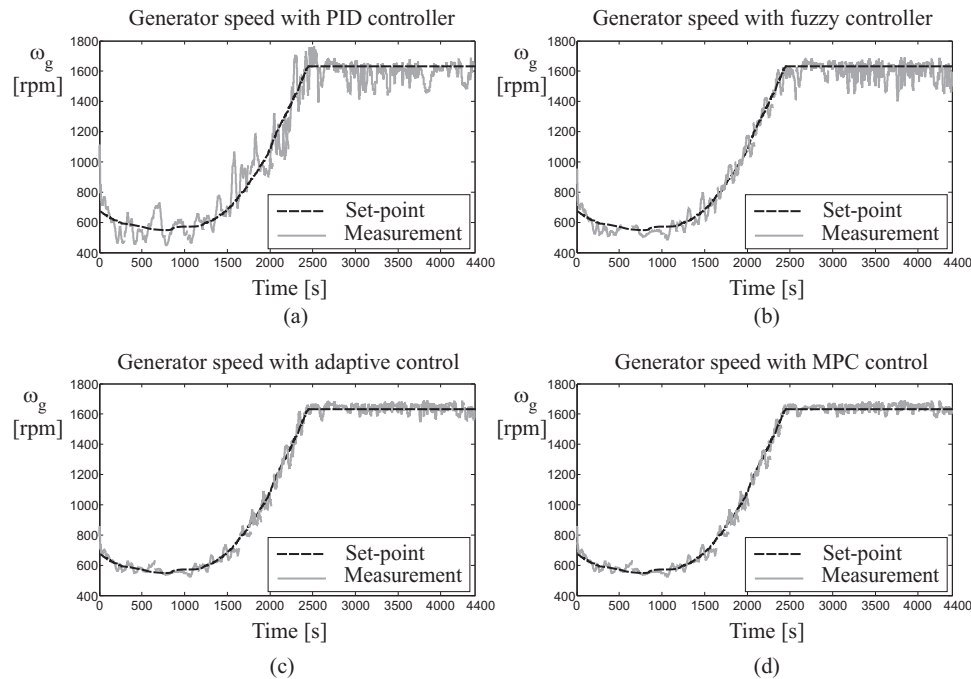 Generator speed with PID controller
ω_g
[rpm]
1800
1600
1400
1200
1000
800
600
400
0 500 1000 1500 2000 2500 3000 3500 4000 4400
Set-point
Measurement
Time [s]
(a)
Generator speed with fuzzy controller
ω_g
[rpm]
1800
1600
1400
1200
1000
800
600
400
0 500 1000 1500 2000 2500 3000 3500 4000 4400
Set-point
Measurement
Time [s]
(b)
Generator speed with adaptive control
ω_g
[rpm]
1800
1600
1400
1200
1000
800
600
400
0 500 1000 1500 2000 2500 3000 3500 4000 4400
Set-point
Measurement
Time [s]
(c)
Generator speed with MPC control
ω_g
[rpm]
1800
1600
1400
1200
1000
800
600
400
0 500 1000 1500 2000 2500 3000 3500 4000 4400
Set-point
Measurement
Time [s]
(d)